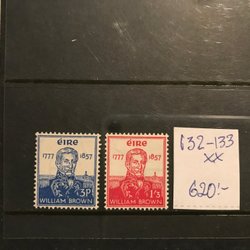 ÉIRE
1777 1857
3P
WILLIAM BROWN
ÉIRE
1777 1857
1'3
WILLIAM BROWN
132-133
XX
620:-